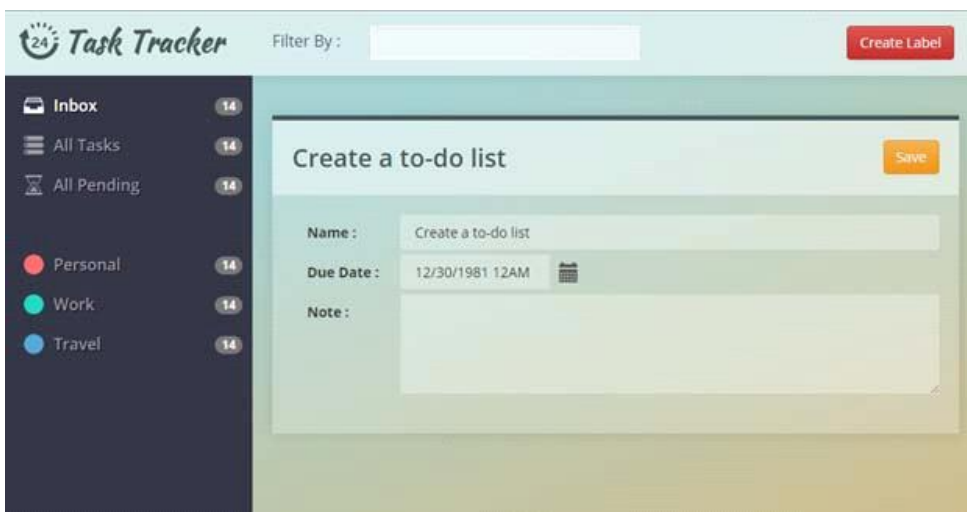 24 Task Tracker
Filter By :
Create Label
Inbox 14
All Tasks 14
All Pending 14
Personal 14
Work 14
Travel 14
Create a to-do list
Save
Name : Create a to-do list
Due Date : 12/30/1981 12AM
Note :